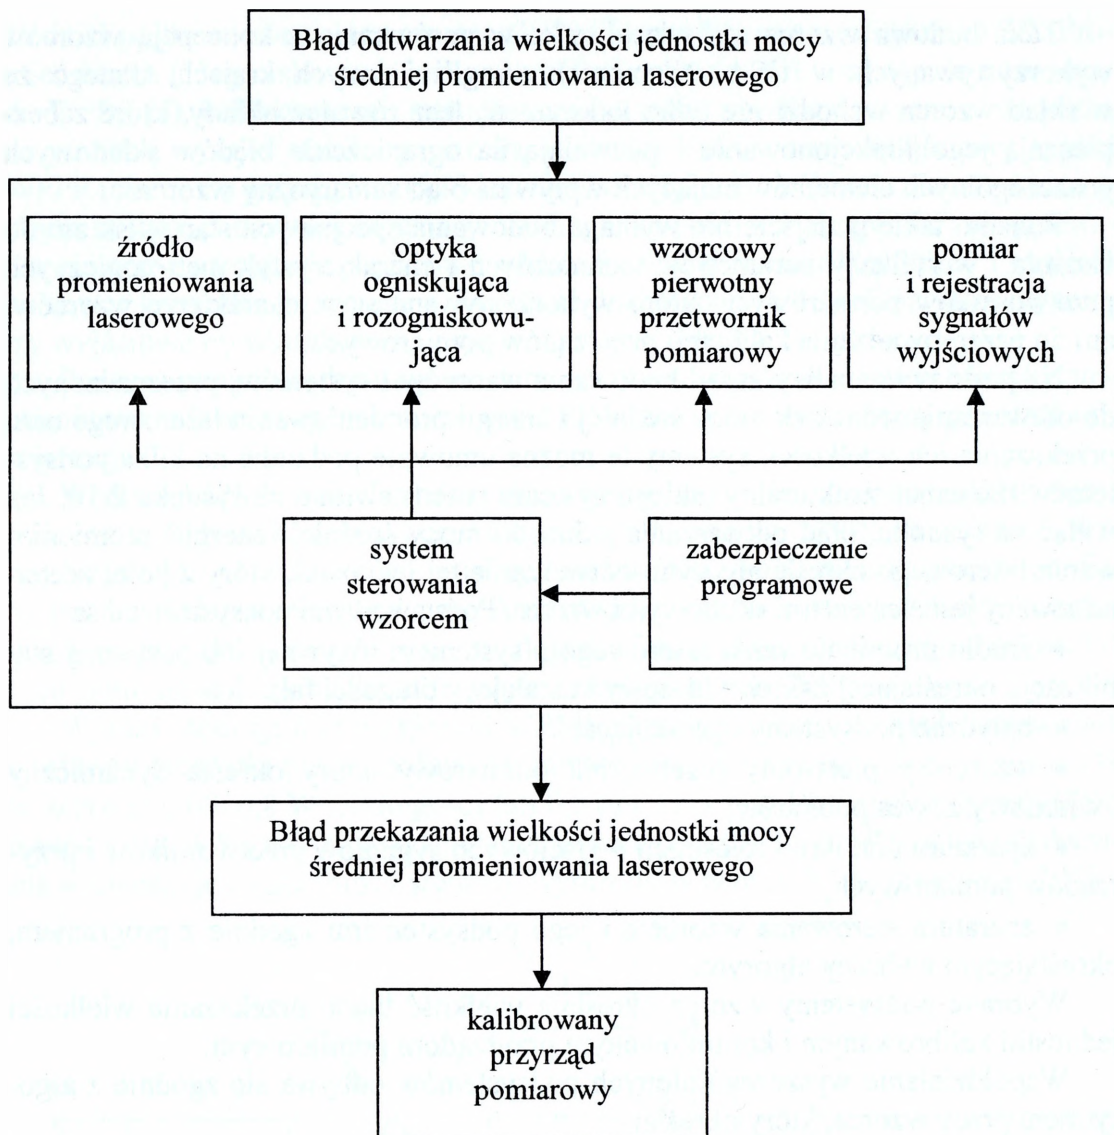 Błąd odtwarzania wielkości jednostki mocy
średniej promieniowania laserowego
źródło
promieniowania
laserowego
optyka
ogniskująca
i rozogniskowu-
jąca
wzorcowy
pierwotny
przetwornik
pomiarowy
pomiar
i rejestracja
sygnałów
wyjściowych
system
sterowania
wzorcem
zabezpieczenie
programowe
Błąd przekazania wielkości jednostki mocy
średniej promieniowania laserowego
kalibrowany
przyrząd
pomiarowy